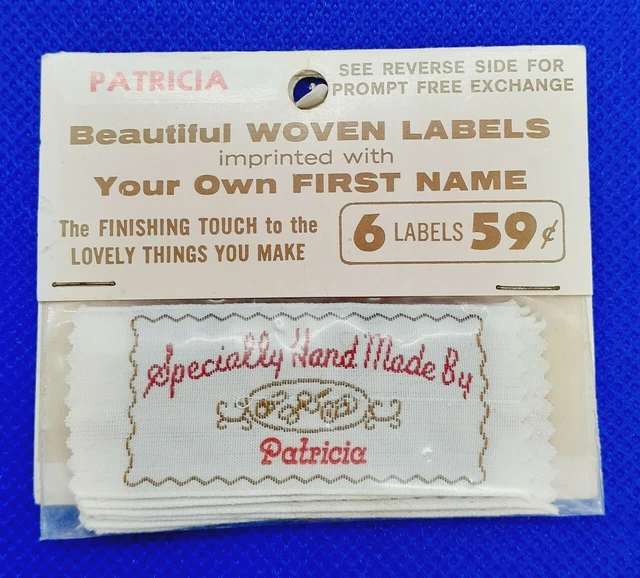 PATRICIA
SEE REVERSE SIDE FOR
PROMPT FREE EXCHANGE
Beautiful WOVEN LABELS
imprinted with
Your Own FIRST NAME
The FINISHING TOUCH to the
LOVELY THINGS YOU MAKE
6 LABELS 59¢
Specially Hand Made By
Patricia